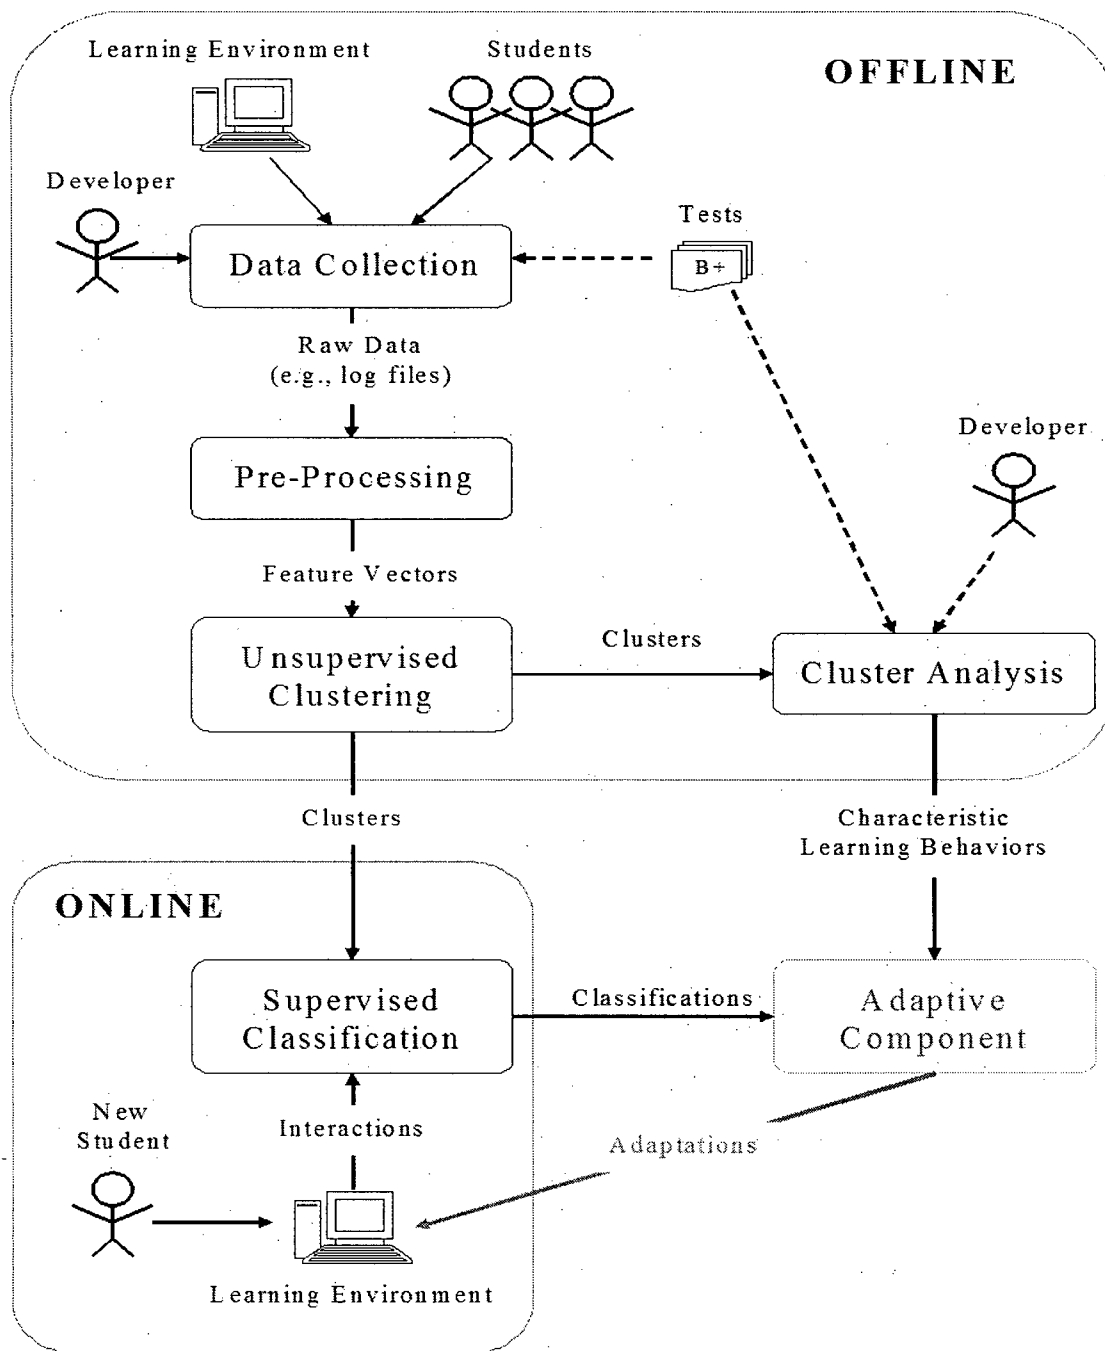 Learning Environment
Students
OFFLINE
Developer
Tests
B+
Data Collection
Raw Data
(e.g., log files)
Developer
Pre-Processing
Feature Vectors
Unsupervised
Clustering
Clusters
Cluster Analysis
Clusters
Characteristic
Learning Behaviors
ONLINE
Supervised
Classification
Classifications
Adaptive
Component
New
Student
Interactions
Adaptations
Learning Environment